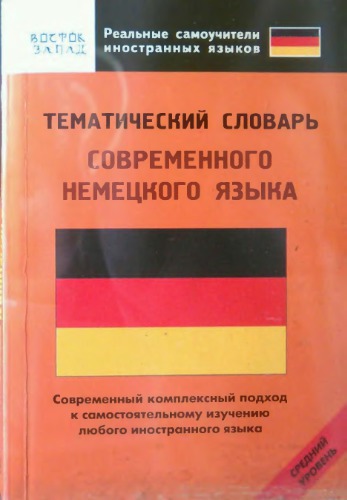 ВОСТОК
ЗАПАД
Реальные самоучители
иностранных языков
ТЕМАТИЧЕСКИЙ СЛОВАРЬ
СОВРЕМЕННОГО
НЕМЕЦКОГО ЯЗЫКА
Современный комплексный подход
к самостоятельному изучению
любого иностранного языка
СРЕДНИЙ
УРОВЕНЬ